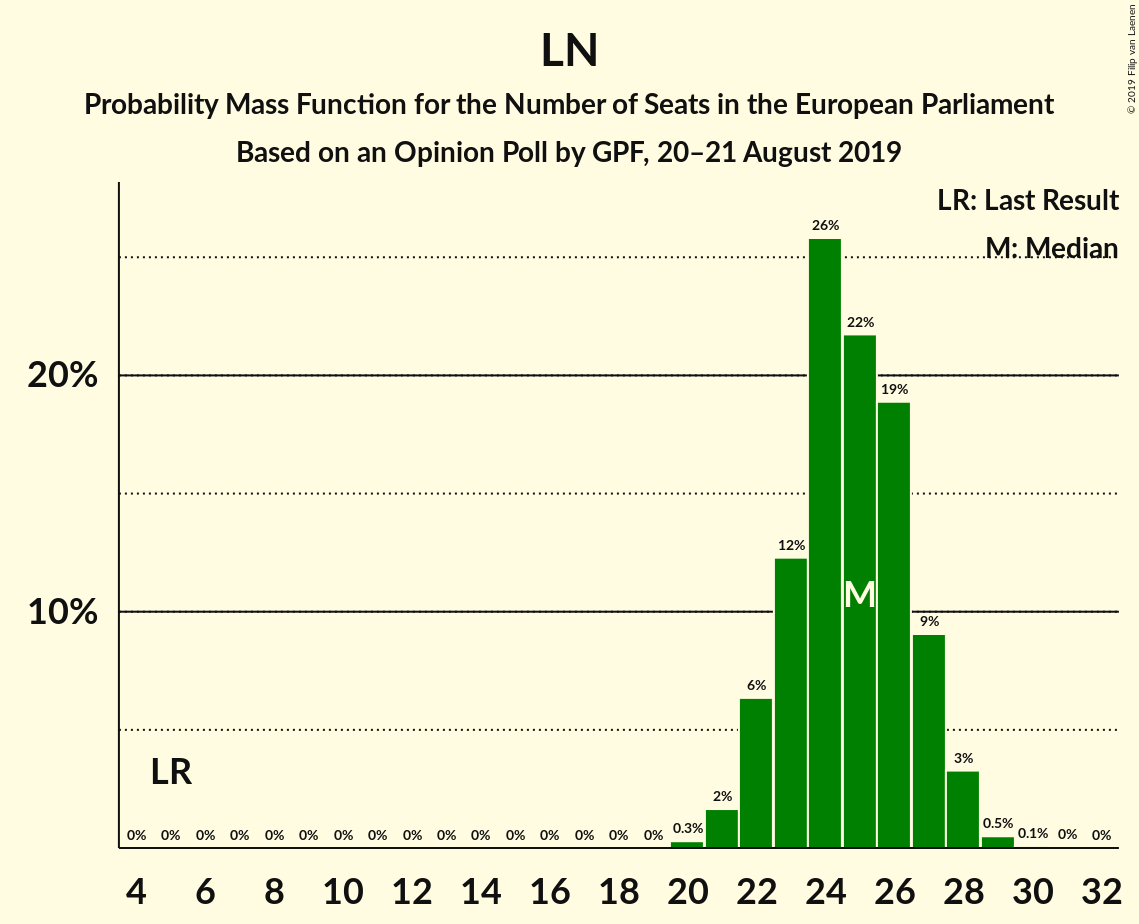 LN
Probability Mass Function for the Number of Seats in the European Parliament
Based on an Opinion Poll by GPF, 20–21 August 2019
© 2019 Filip van Laenen
LR: Last Result
M: Median
26%
22%
20%
19%
12%
M
10%
9%
6%
3%
LR
2%
0% 0% 0% 0% 0% 0% 0% 0% 0% 0% 0% 0% 0% 0% 0% 0% 0.3% 0.5% 0.1% 0% 0%
4 6 8 10 12 14 16 18 20 22 24 26 28 30 32